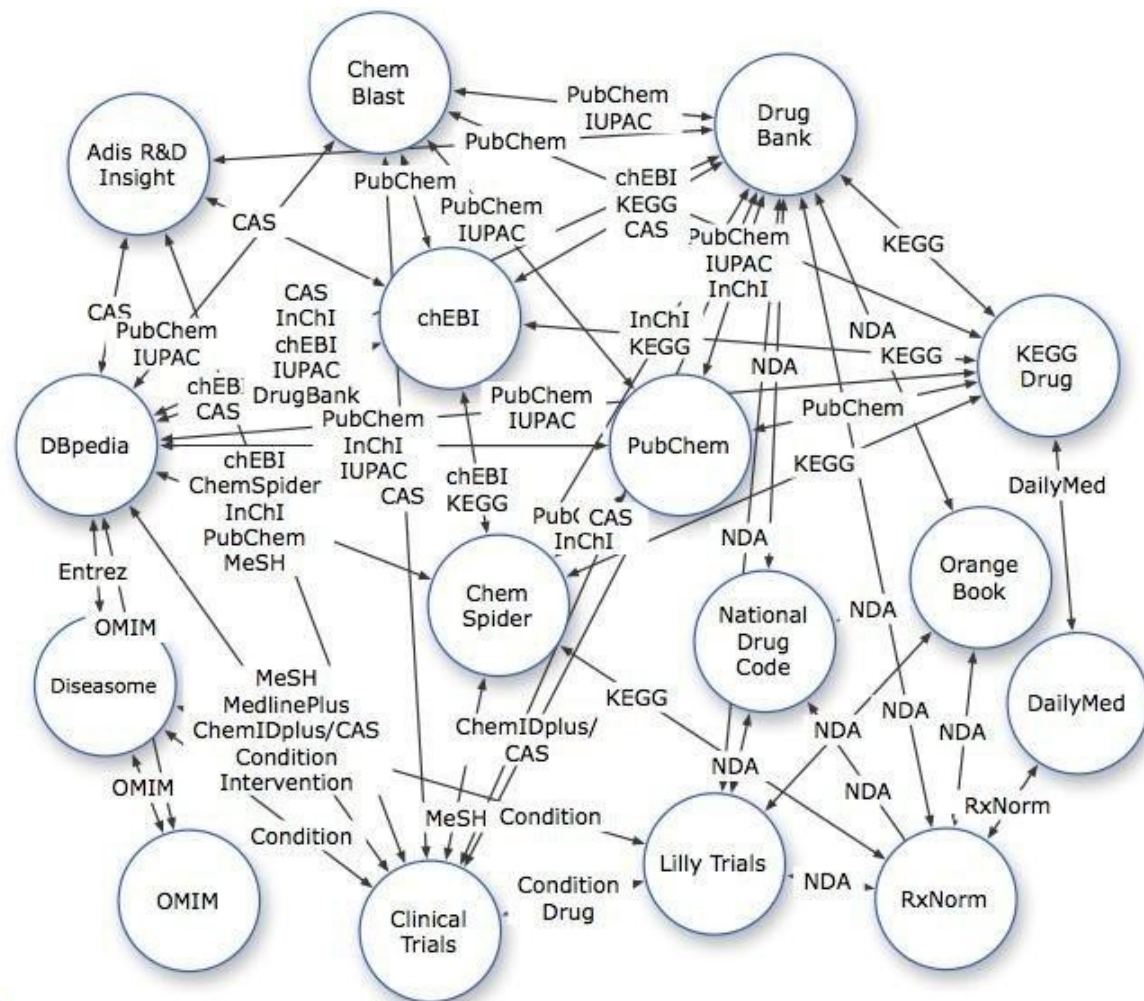 Chem
Blast
PubChem
IUPAC
Drug
Bank
Adis R&D
Insight
PubChem
PubChem
chEBI
KEGG
CAS
PubChem
IUPAC
CAS
KEGG
PubChem
IUPAC
InChI
CAS
InChI
chEBI
IUPAC
DrugBank
chEBI
InChI
KEGG
CAS
PubChem
IUPAC
NDA
KEGG
KEGG
Drug
NDA
CAS
PubChem
IUPAC
PubChem
DBpedia
PubChem
InChI
IUPAC
CAS
PubChem
chEBI
ChemSpider
InChI
PubChem
MeSH
chEBI
KEGG
KEGG
DailyMed
CAS
InChI
NDA
Orange
Book
Entrez
OMIM
Chem
Spider
National
Drug
Code
NDA
Diseasome
MeSH
MedlinePlus
ChemIDplus/CAS
Condition
Intervention
KEGG
DailyMed
ChemIDplus/
CAS
NDA
NDA
NDA
NDA
OMIM
NDA
RxNorm
MeSH
Condition
Condition
Lilly Trials
NDA
RxNorm
OMIM
Clinical
Trials
Condition
Drug